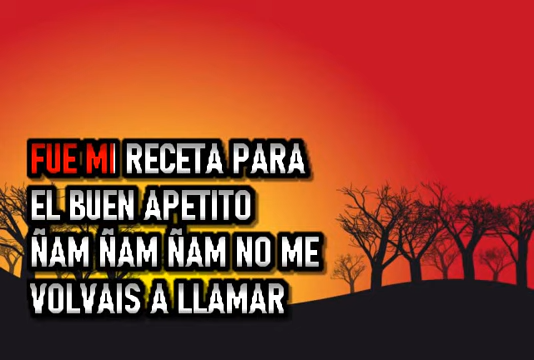 FUE MI RECETA PARA
EL BUEN APETITO
ÑAM ÑAM ÑAM NO ME
VOLVAIS A LLAMAR